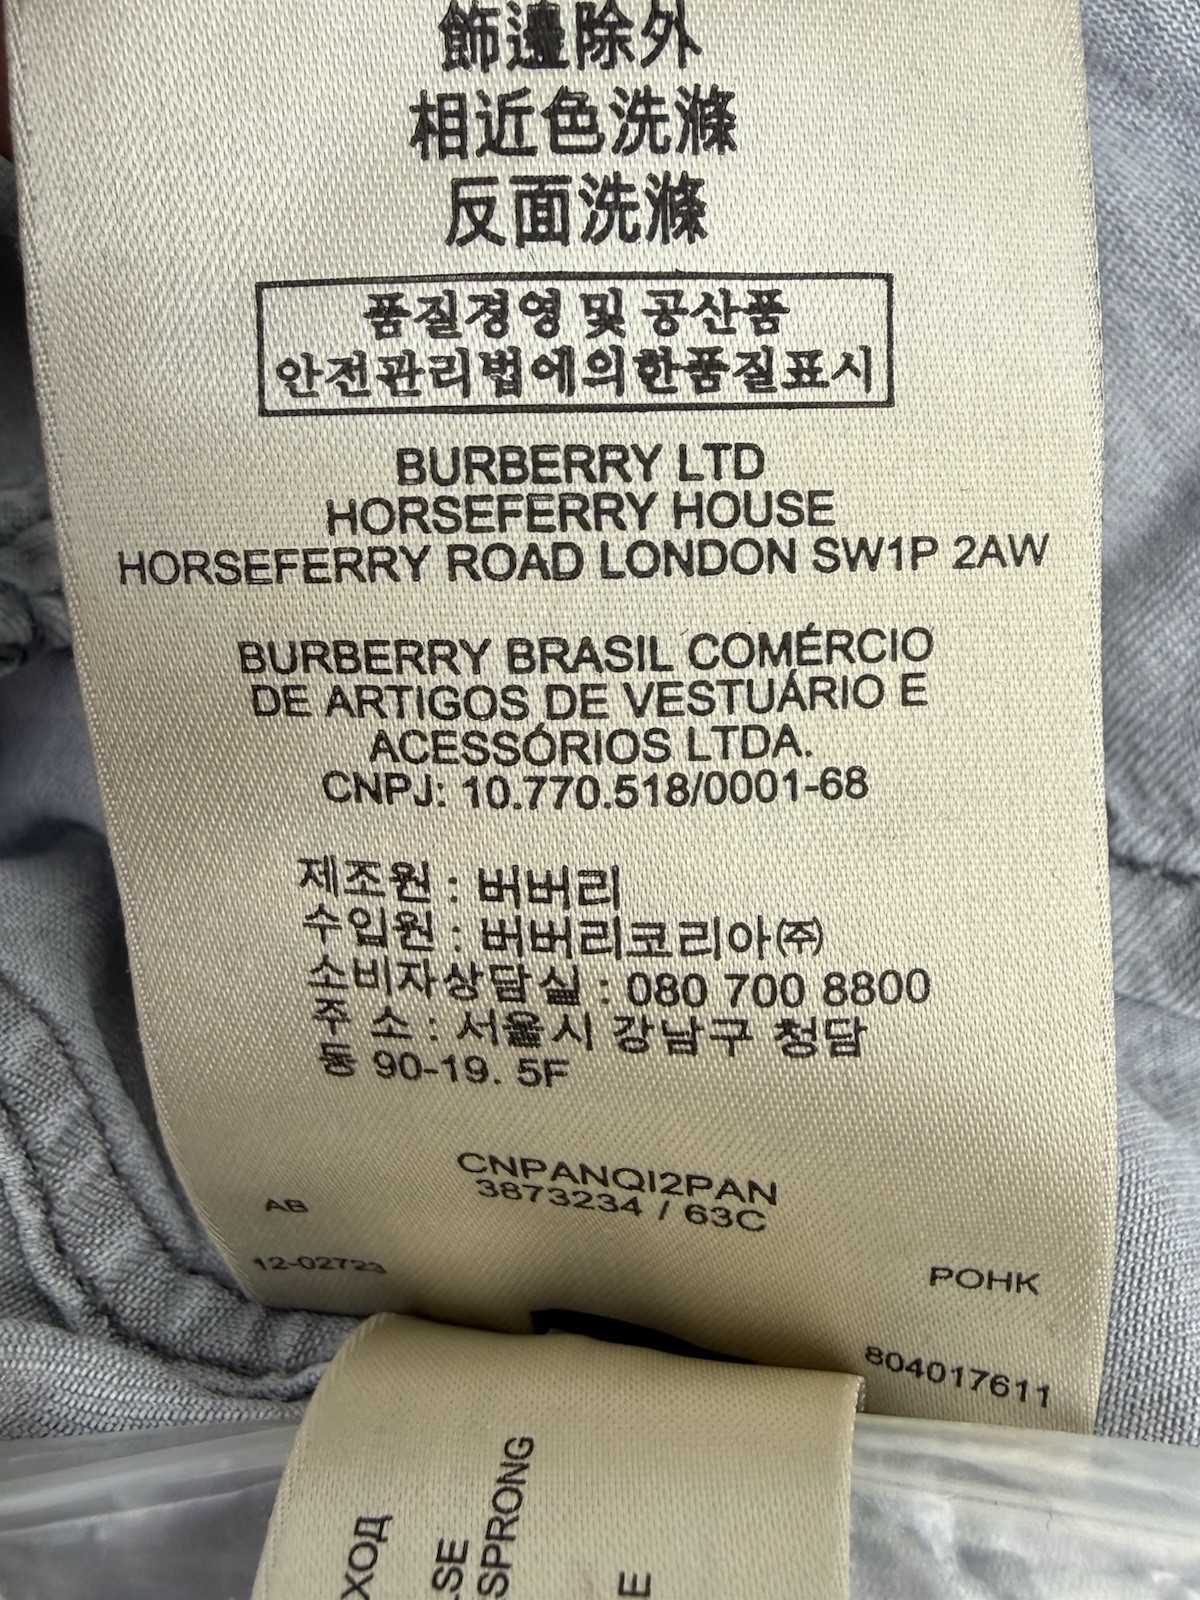 飾邊除外
相近色洗滌
反面洗滌
품질경영 및 공산품
안전관리법에의한품질표시
BURBERRY LTD
HORSEFERRY HOUSE
HORSEFERRY ROAD LONDON SW1P 2AW
BURBERRY BRASIL COMÉRCIO
DE ARTIGOS DE VESTUÁRIO E
ACESSÓRIOS LTDA.
CNPJ: 10.770.518/0001-68
제조원 : 버버리
수입원 : 버버리코리아㈜
소비자상담실 : 080 700 8800
주 소 : 서울시 강남구 청담
동 90-19. 5F
CNPANQI2PAN
3873234 / 63C
AB
12-02723
POHK
804017611
ХОД
LSE
SPRONG
E